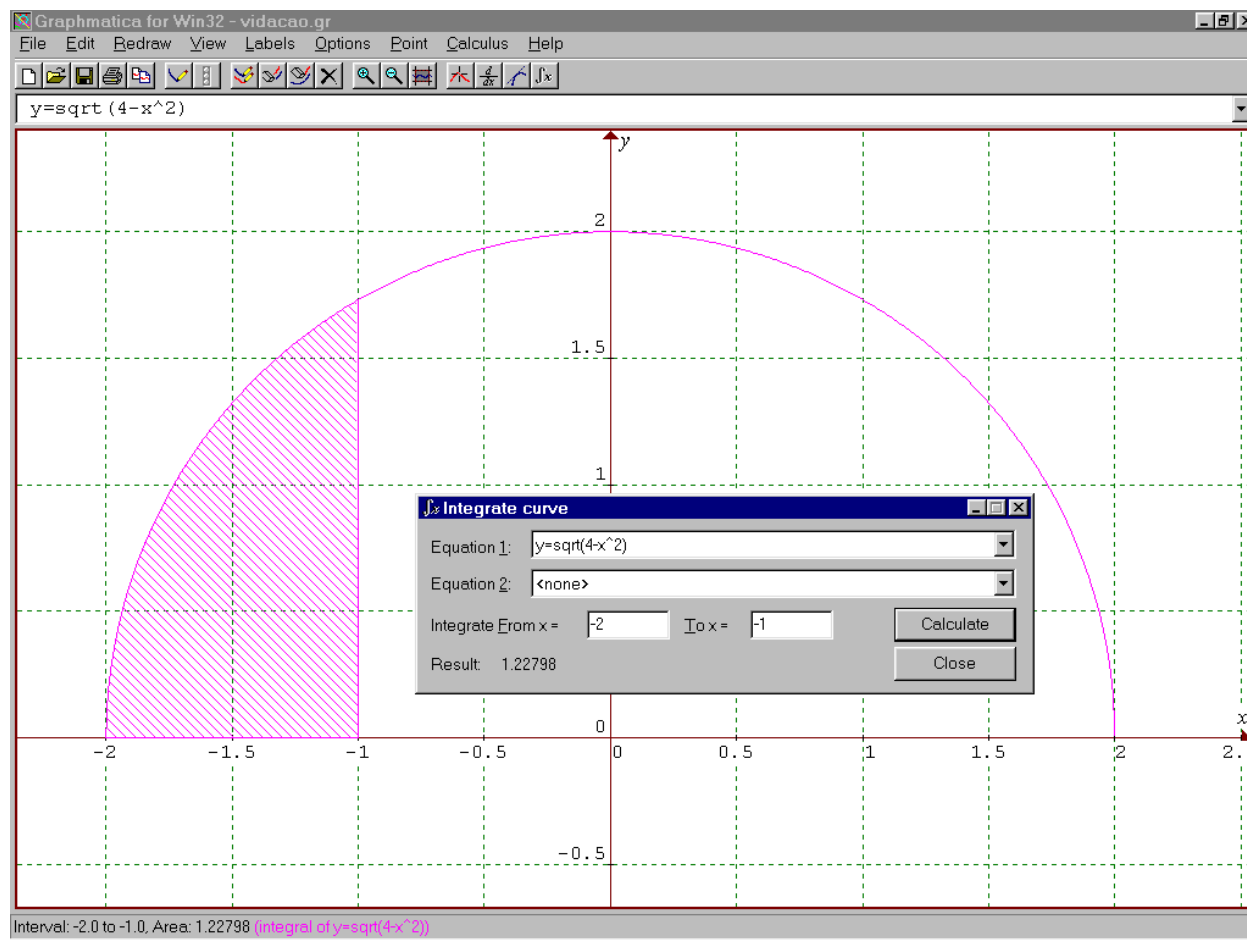 Graphmatica for Win32 - vidacao.gr
File Edit Redraw View Labels Options Point Calculus Help
y=sqrt(4-x^2)
y
2
1.5
1
Integrate curve
Equation 1: y=sqrt(4-x^2)
Equation 2: <none>
Integrate From x = -2 To x = -1 Calculate
Result: 1.22798 Close
0 x
-2 -1.5 -1 -0.5 0 0.5 1 1.5 2 2.
-0.5
Interval: -2.0 to -1.0, Area: 1.22798 (integral of y=sqrt(4-x^2))